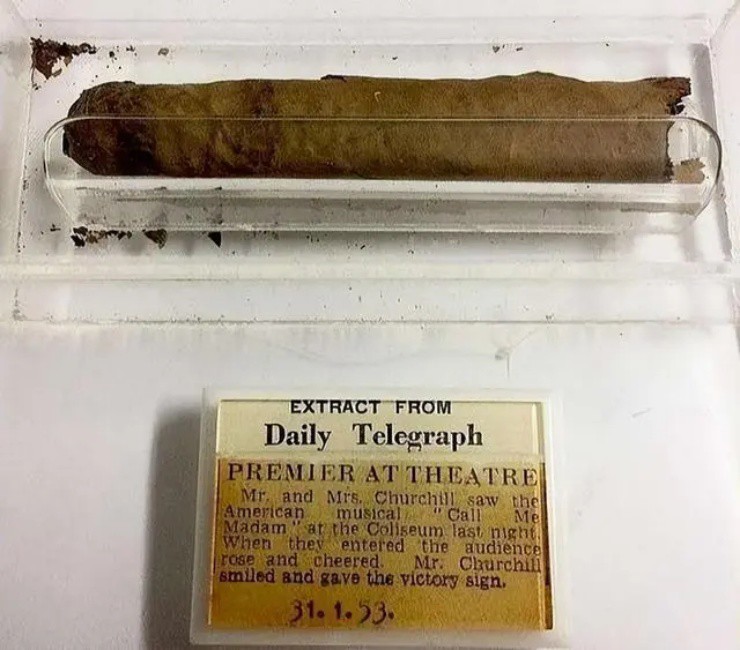 EXTRACT FROM
Daily Telegraph
PREMIER AT THEATRE
Mr. and Mrs. Churchill saw the
American musical "Call Me
Madam" at the Coliseum last night.
When they entered the audience
rose and cheered. Mr. Churchill
smiled and gave the victory sign.
31.1.53.